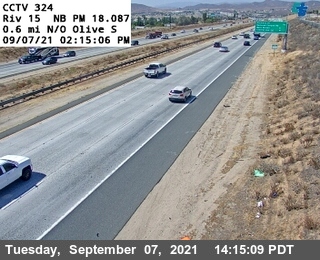 CCTV 324
Riv 15 NB PM 18.087
0.6 mi N/O Olive S
09/07/21 02:15:06 PM
Tuesday, September 07, 2021 14:15:09 PDT